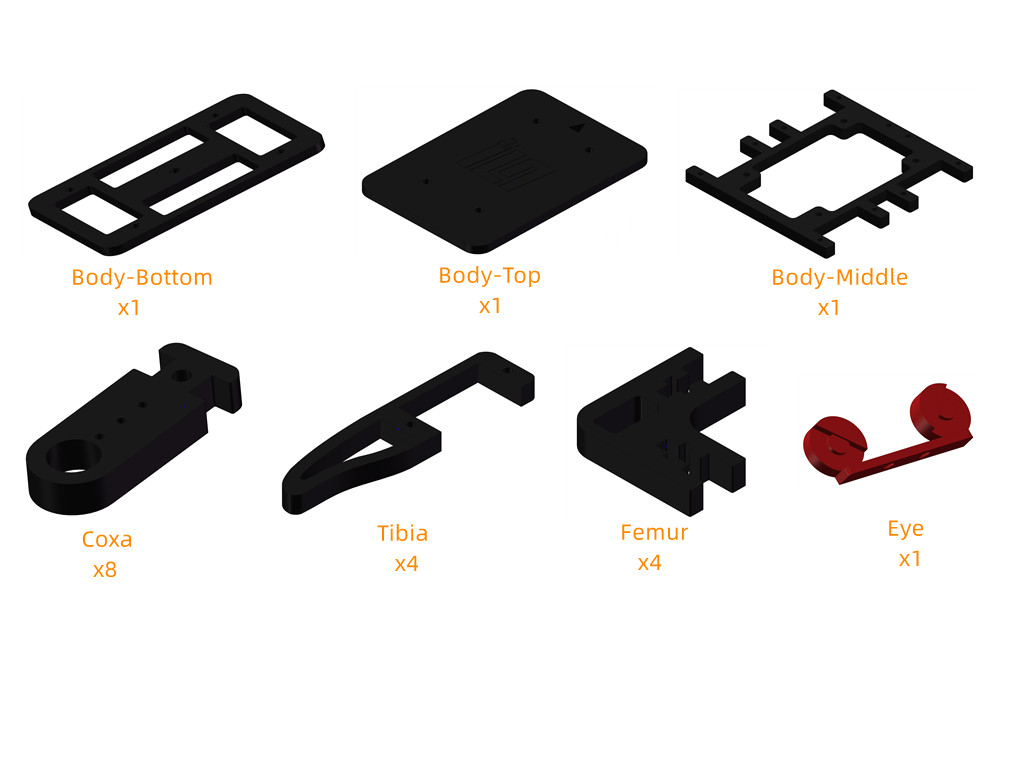 Body-Bottom
x1
Body-Top
x1
Body-Middle
x1
Coxa
x8
Tibia
x4
Femur
x4
Eye
x1